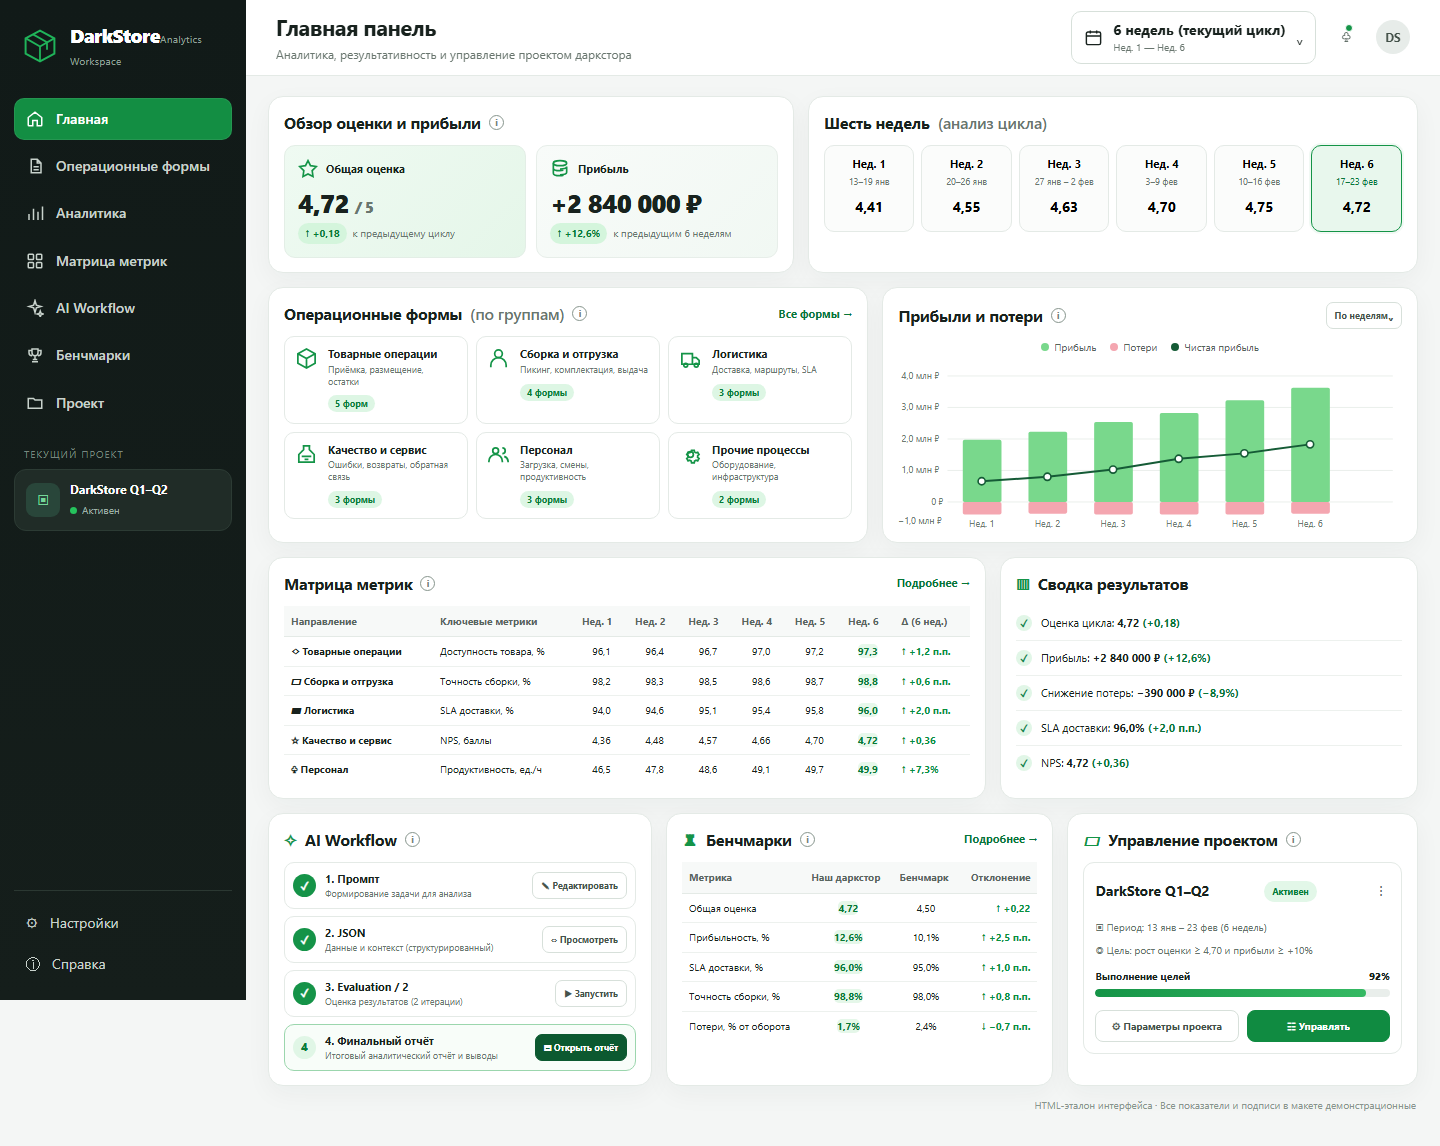 DarkStore Analytics
Workspace
Главная
Операционные формы
Аналитика
Матрица метрик
AI Workflow
Бенчмарки
Проект
ТЕКУЩИЙ ПРОЕКТ
DarkStore Q1–Q2
Активен
Настройки
Справка
Главная панель
Аналитика, результативность и управление проектом даркстора
6 недель (текущий цикл)
Нед. 1 — Нед. 6
DS
Обзор оценки и прибыли
Общая оценка
4,72 / 5
↑ +0,18 к предыдущему циклу
Прибыль
+2 840 000 ₽
↑ +12,6% к предыдущим 6 неделям
Шесть недель (анализ цикла)
Нед. 1
13–19 янв
4,41
Нед. 2
20–26 янв
4,55
Нед. 3
27 янв – 2 фев
4,63
Нед. 4
3–9 фев
4,70
Нед. 5
10–16 фев
4,75
Нед. 6
17–23 фев
4,72
Операционные формы (по группам)
Все формы →
Товарные операции
Приёмка, размещение,
остатки
5 форм
Сборка и отгрузка
Пикинг, комплектация, выдача
4 формы
Логистика
Доставка, маршруты, SLA
3 формы
Качество и сервис
Ошибки, возвраты, обратная
связь
3 формы
Персонал
Загрузка, смены,
продуктивность
3 формы
Прочие процессы
Оборудование,
инфраструктура
2 формы
Прибыли и потери
По неделям
Прибыль Потери Чистая прибыль
4,0 млн ₽
3,0 млн ₽
2,0 млн ₽
1,0 млн ₽
0 ₽
−1,0 млн ₽
Нед. 1 Нед. 2 Нед. 3 Нед. 4 Нед. 5 Нед. 6
Матрица метрик
Подробнее →
Направление Ключевые метрики Нед. 1 Нед. 2 Нед. 3 Нед. 4 Нед. 5 Нед. 6 Δ (6 нед.)
Товарные операции Доступность товара, % 96,1 96,4 96,7 97,0 97,2 97,3 ↑ +1,2 п.п.
Сборка и отгрузка Точность сборки, % 98,2 98,3 98,5 98,6 98,7 98,8 ↑ +0,6 п.п.
Логистика SLA доставки, % 94,0 94,6 95,1 95,4 95,8 96,0 ↑ +2,0 п.п.
Качество и сервис NPS, баллы 4,36 4,48 4,57 4,66 4,70 4,72 ↑ +0,36
Персонал Продуктивность, ед./ч 46,5 47,8 48,6 49,1 49,7 49,9 ↑ +7,3%
Сводка результатов
Оценка цикла: 4,72 (+0,18)
Прибыль: +2 840 000 ₽ (+12,6%)
Снижение потерь: −390 000 ₽ (−8,9%)
SLA доставки: 96,0% (+2,0 п.п.)
NPS: 4,72 (+0,36)
AI Workflow
1. Промпт
Формирование задачи для анализа
Редактировать
2. JSON
Данные и контекст (структурированный)
Просмотреть
3. Evaluation / 2
Оценка результатов (2 итерации)
Запустить
4
4. Финальный отчёт
Итоговый аналитический отчёт и выводы
Открыть отчёт
Бенчмарки
Подробнее →
Метрика Наш даркстор Бенчмарк Отклонение
Общая оценка 4,72 4,50 ↑ +0,22
Прибыльность, % 12,6% 10,1% ↑ +2,5 п.п.
SLA доставки, % 96,0% 95,0% ↑ +1,0 п.п.
Точность сборки, % 98,8% 98,0% ↑ +0,8 п.п.
Потери, % от оборота 1,7% 2,4% ↓ −0,7 п.п.
Управление проектом
DarkStore Q1–Q2
Активен
Период: 13 янв – 23 фев (6 недель)
Цель: рост оценки ≥ 4,70 и прибыли ≥ +10%
Выполнение целей 92%
Параметры проекта
Управлять
HTML-эталон интерфейса · Все показатели и подписи в макете демонстрационные